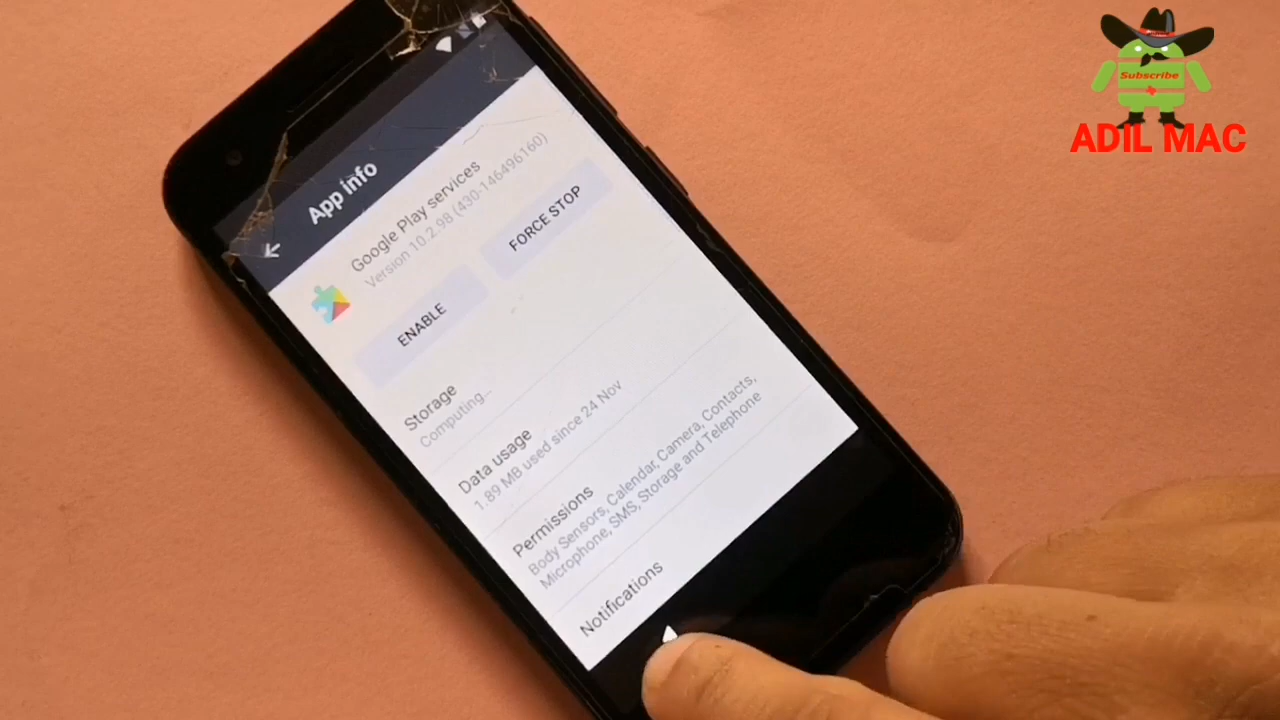 Subscribe
ADIL MAC
App info
Google Play services
Version 10.2.98 (430-146496160)
ENABLE
FORCE STOP
Storage
Computing...
Data usage
1.89 MB used since 24 Nov
Permissions
Body Sensors, Calendar, Camera, Contacts,
Microphone, SMS, Storage and Telephone
Notifications